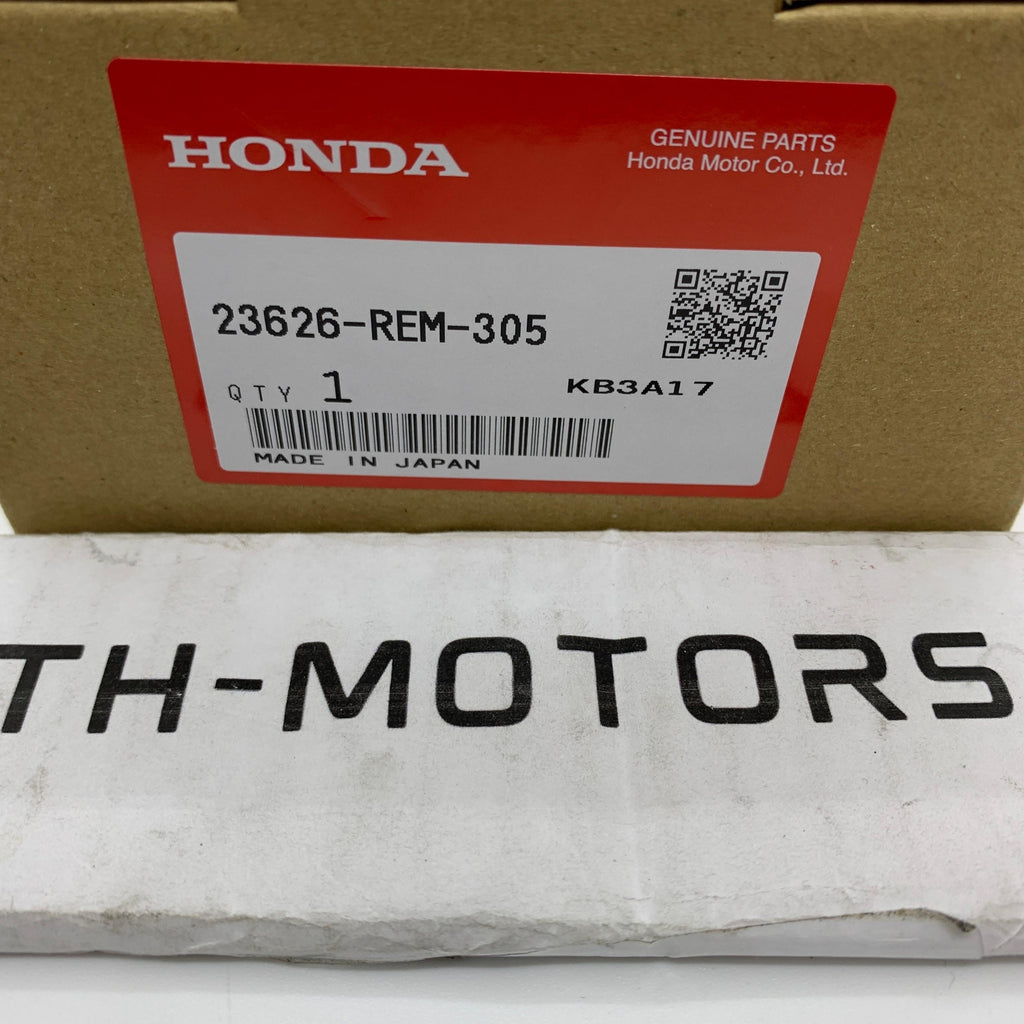 HONDA
GENUINE PARTS
Honda Motor Co., Ltd.
23626-REM-305
QTY 1
KB3A17
MADE IN JAPAN
TH-MOTORS